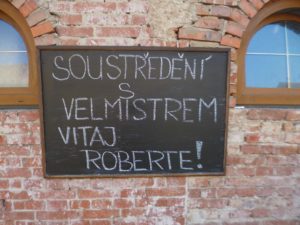 SOUSTŘEDĚNÍ
S
VELMISTREM
VITAJ
ROBERTE!